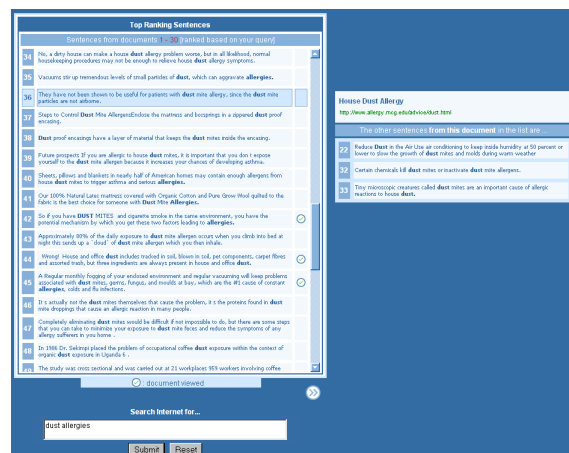 Top Ranking Sentences
Sentences from documents 1 - 30 [ranked based on your query]
34 No, a dirty house can make a house dust allergy problem worse, but in all likelihood, normal
housekeeping procedures may not be enough to relieve house dust allergy symptoms.
35 Vacuums stir up tremendous levels of small particles of dust, which can aggravate allergies.
36 They have not been shown to be useful for patients with dust mite allergy, since the dust mite
particles are not airborne.
37 Steps to Control Dust Mite AllergensEnclose the mattress and boxsprings in a zippered dust proof
encasing.
38 Dust proof encasings have a layer of material that keeps the dust mites inside the encasing.
39 Future prospects If you are allergic to house dust mites, it is important that you don t expose
yourself to the dust mite allergen because it increases your chances of developing asthma.
40 Sheets, pillows and blankets in nearly half of American homes may contain enough allergens from
house dust mites to trigger asthma and serious allergies.
41 Our 100% Natural Latex mattress covered with Organic Cotton and Pure Grow Wool quilted to the
fabric is the best choice for someone with Dust Mite Allergies.
42 So if you have DUST MITES and cigarette smoke in the same environment, you have the
potential mechanism by which you get these two factors leading to allergies.
43 Approximately 80% of the daily exposure to dust mite allergen occurs when you climb into bed at
night this sends up a `cloud' of dust mite allergen which you then inhale.
44 Wrong! House and office dust includes tracked in soil, blown in soil, pet components, carpet fibres
and assorted trash, but three ingredients are always present in house and office dust.
45 A Regular monthly fogging of your enclosed environment and regular vacuuming will keep problems
associated with dust mites, germs, fungus, and moulds at bay, which are the #1 cause of constant
allergies, colds and flu infections.
46 It s actually not the dust mites themselves that cause the problem, it s the proteins found in dust
mite droppings that cause an allergic reaction in many people.
47 Completely eliminating dust mites would be difficult if not impossible to do, but there are some steps
that you can take to minimize your exposure to dust mite feces and reduce the symptoms of any
allergy sufferers in you home .
48 In 1986 Dr. Sekimpi placed the problem of occupational coffee dust exposure within the context of
organic dust exposure in Uganda 6 .
49 The study was cross sectional and was carried out at 21 workplaces 959 workers involving coffee
: document viewed
Search Internet for...
dust allergies
Submit Reset
House Dust Allergy
http://www.allergy.mcg.edu/advice/dust.html
The other sentences from this document in the list are ...
22 Reduce Dust in the Air Use air conditioning to keep inside humidity at 50 percent or
lower to slow the growth of dust mites and molds during warm weather
32 Certain chemicals kill dust mites or inactivate dust mite allergens.
33 Tiny microscopic creatures called dust mites are an important cause of allergic
reactions to house dust.